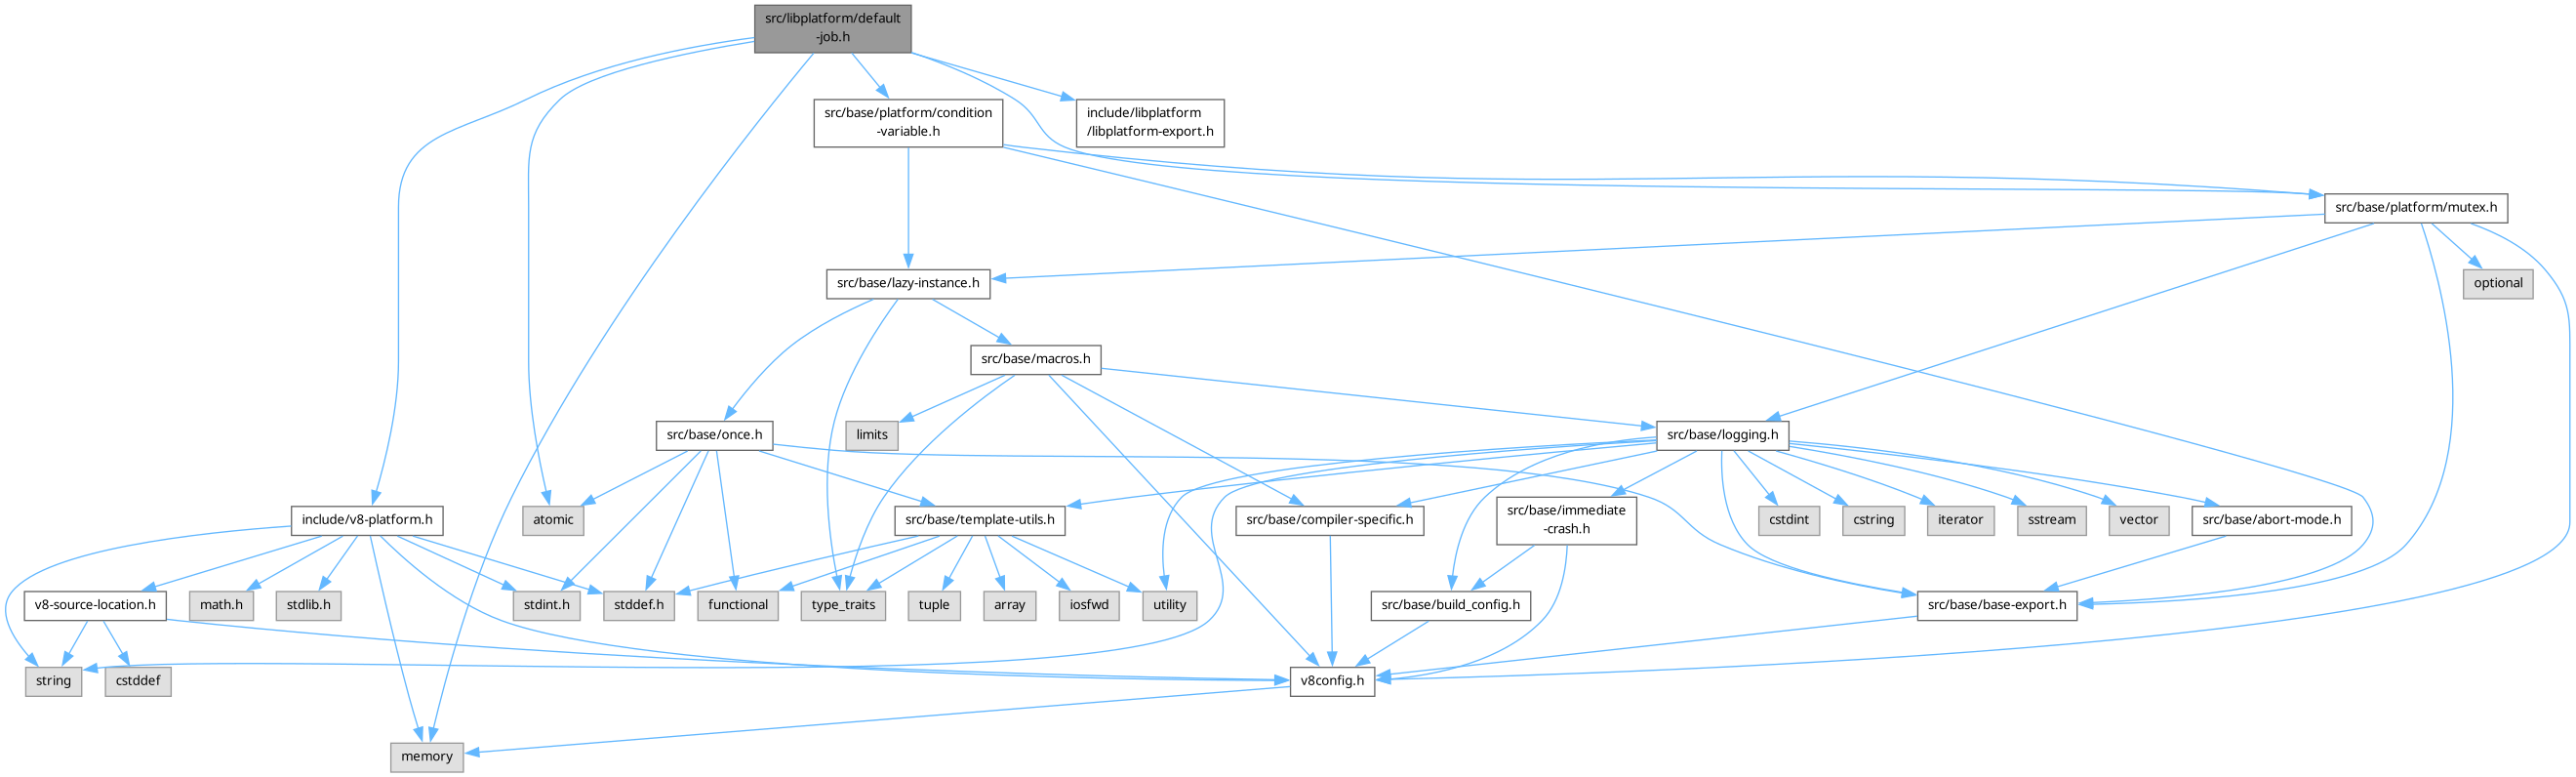 src/libplatform/default
-job.h
src/base/platform/condition
-variable.h
include/libplatform
/libplatform-export.h
src/base/platform/mutex.h
src/base/lazy-instance.h
optional
src/base/macros.h
src/base/once.h
limits
src/base/logging.h
include/v8-platform.h
atomic
src/base/template-utils.h
src/base/compiler-specific.h
src/base/immediate
-crash.h
cstdint
cstring
iterator
sstream
vector
src/base/abort-mode.h
v8-source-location.h
math.h
stdlib.h
stdint.h
stddef.h
functional
type_traits
tuple
array
iosfwd
utility
src/base/build_config.h
src/base/base-export.h
string
cstddef
v8config.h
memory